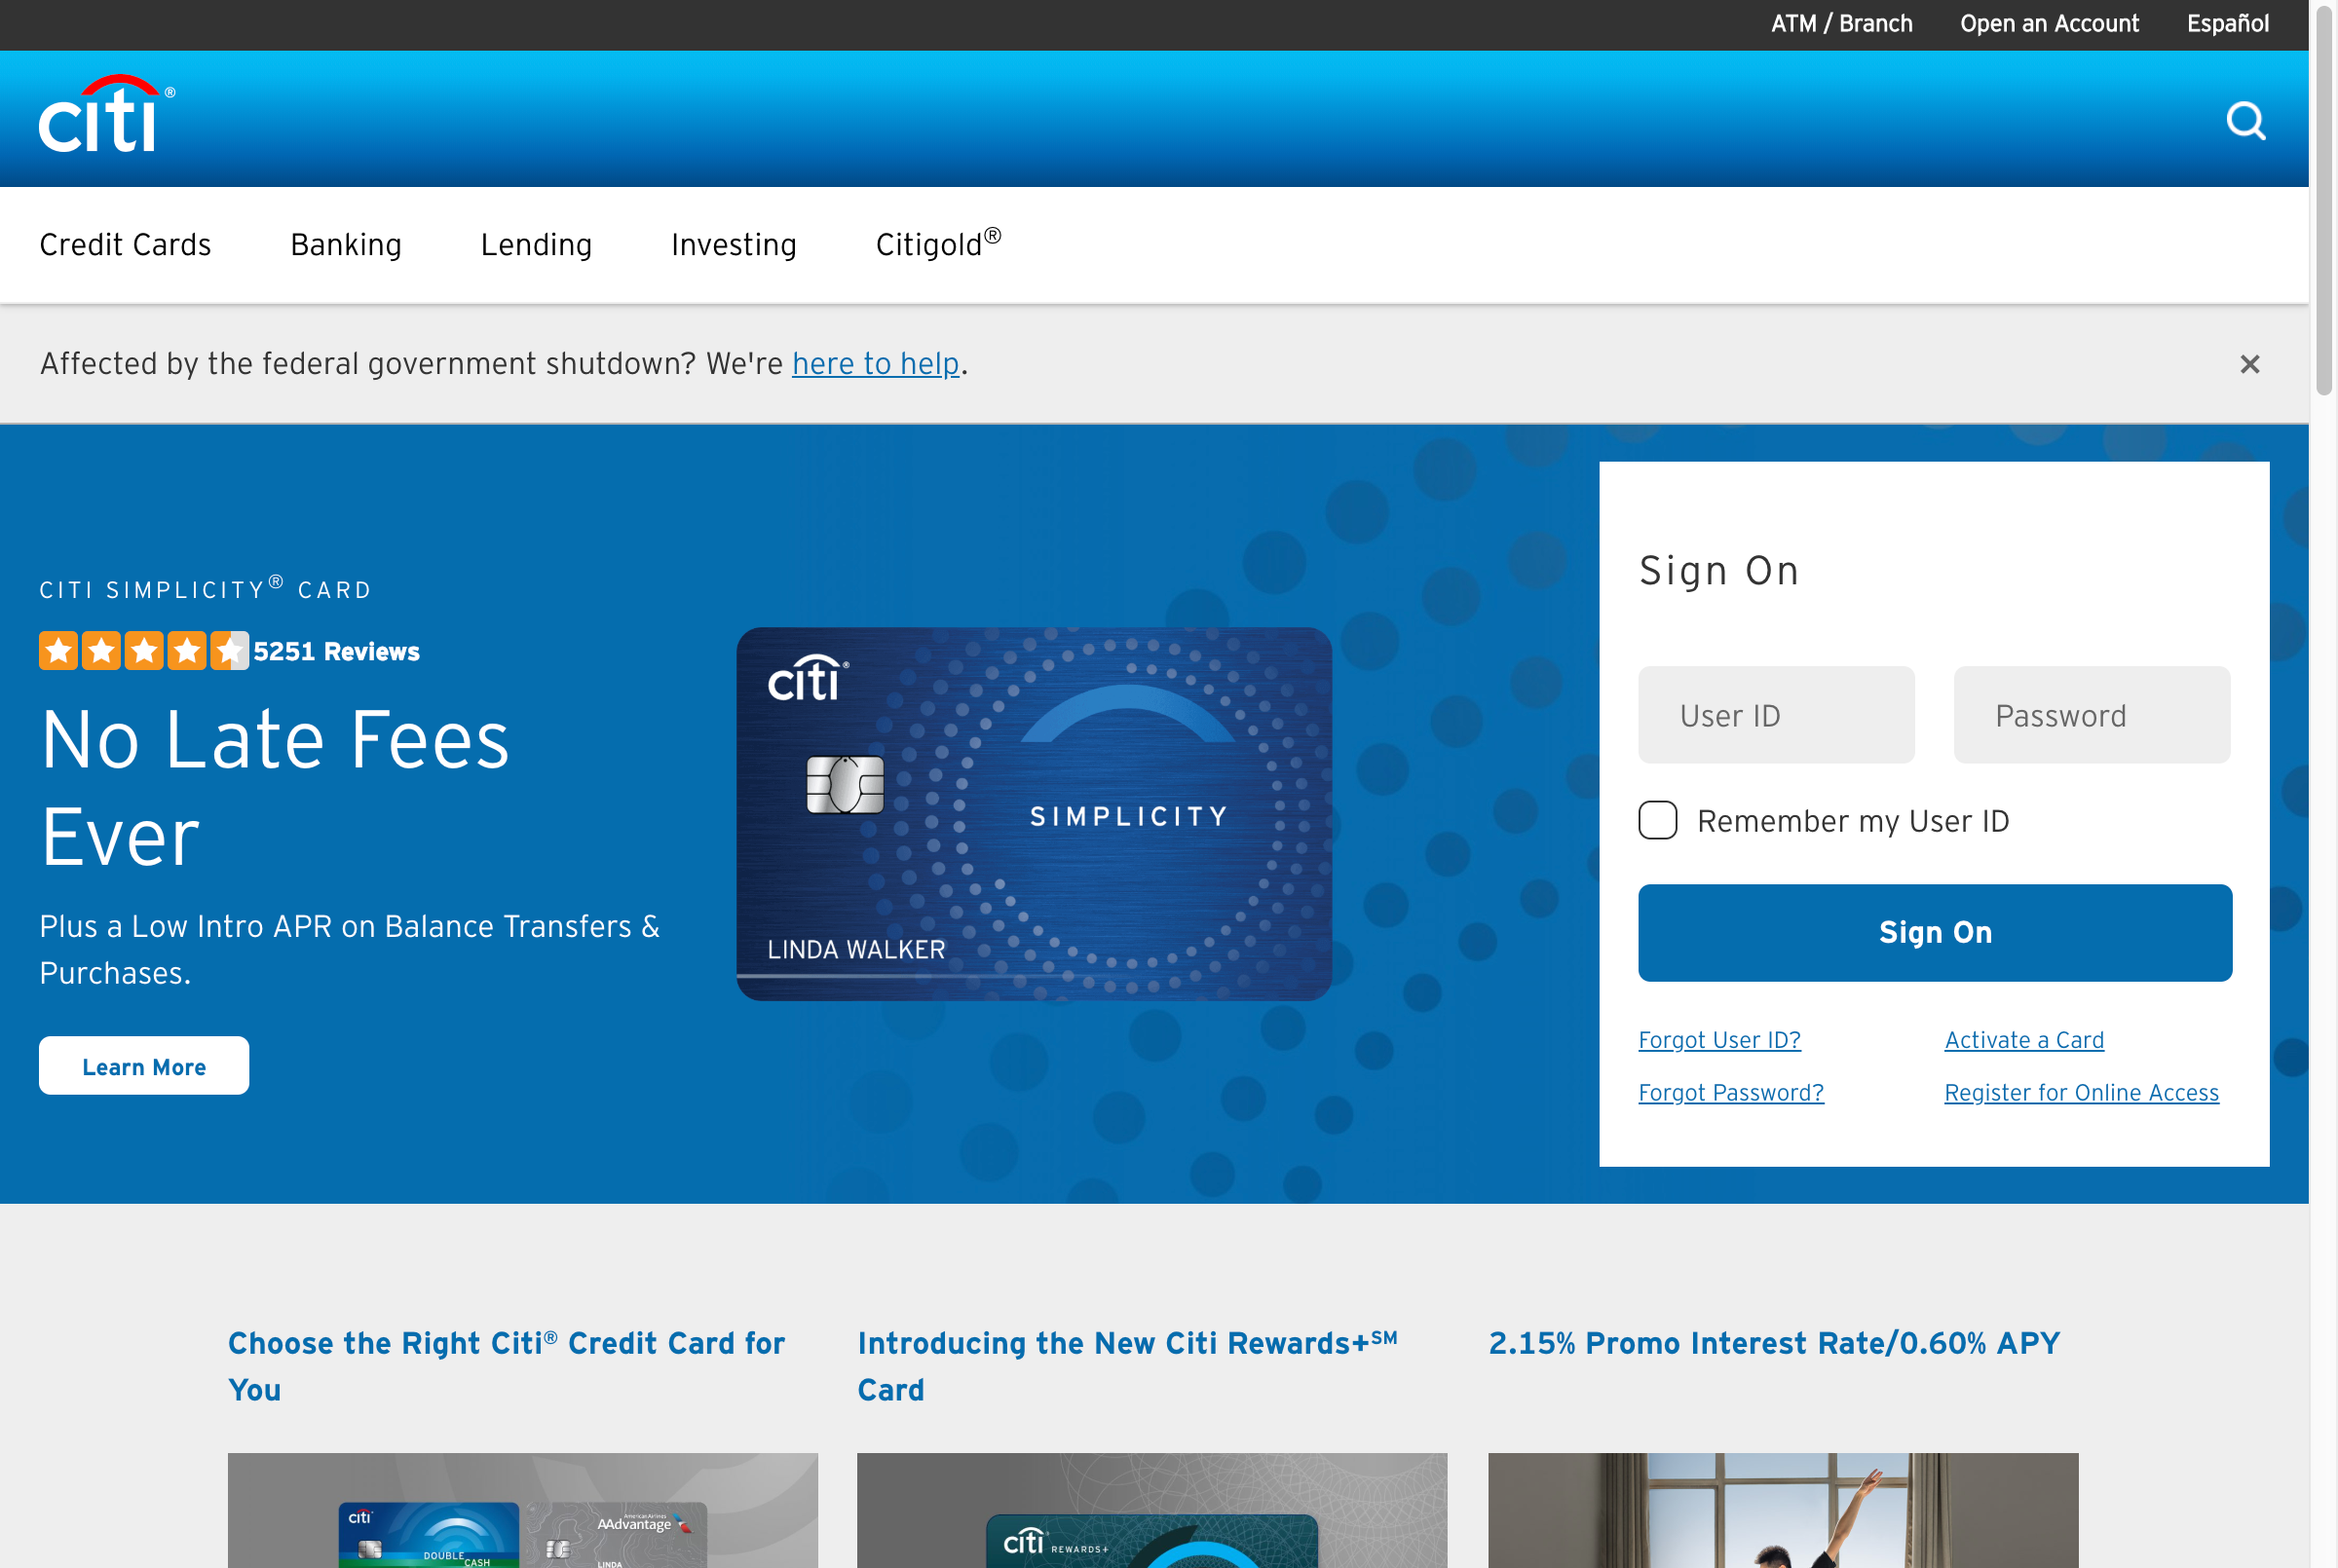 ATM / Branch Open an Account Español
citi®
Credit Cards Banking Lending Investing Citigold®
Affected by the federal government shutdown? We're here to help.
CITI SIMPLICITY® CARD
5251 Reviews
No Late Fees
Ever
Plus a Low Intro APR on Balance Transfers &
Purchases.
Learn More
citi®
SIMPLICITY
LINDA WALKER
Sign On
User ID Password
Remember my User ID
Sign On
Forgot User ID? Activate a Card
Forgot Password? Register for Online Access
Choose the Right Citi® Credit Card for
You
Introducing the New Citi Rewards+℠
Card
2.15% Promo Interest Rate/0.60% APY
citi
DOUBLE
CASH
American Airlines
AAdvantage
LINDA
citi
REWARDS+